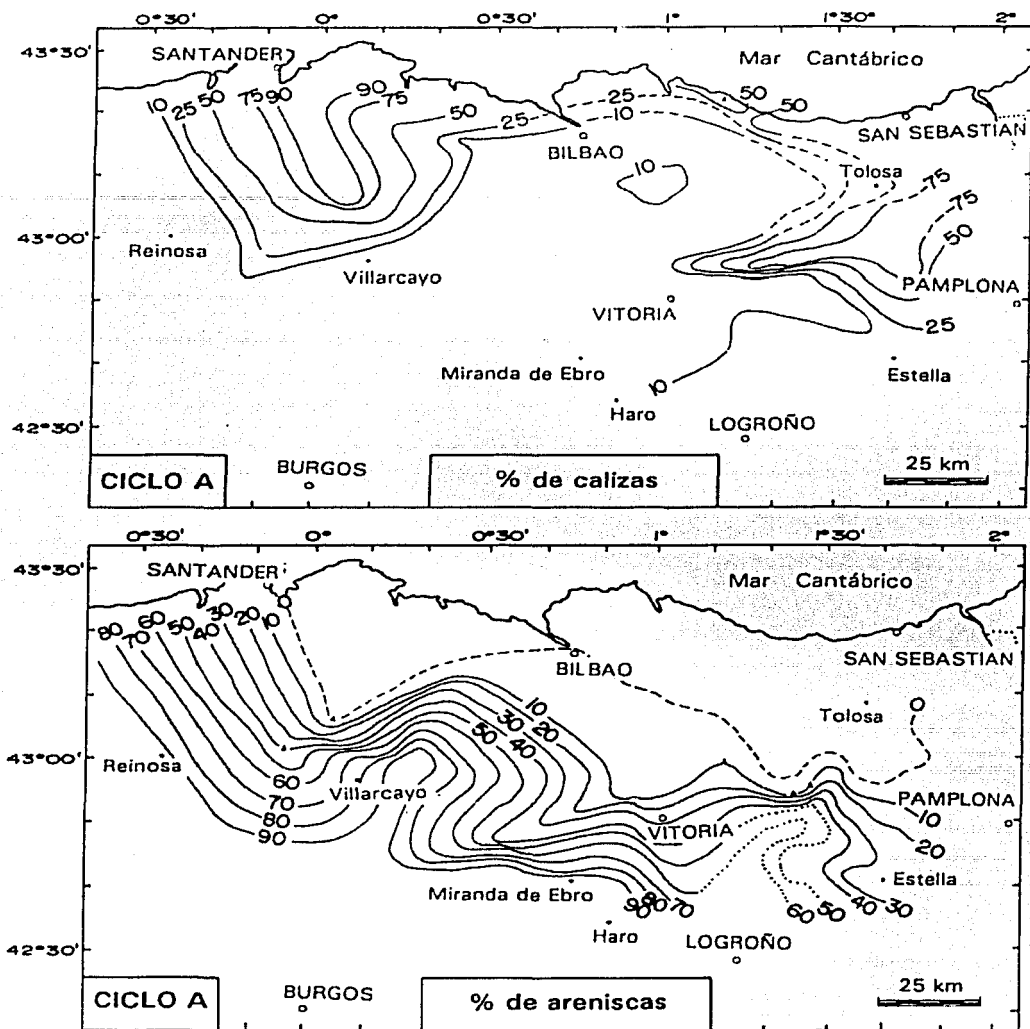 0°30' 0° 0°30' 1° 1°30' 2°
43°30'
SANTANDER
Mar Cantábrico
10 25 50 75 90 90 75 50 25 25 10 50 50
BILBAO
SAN SEBASTIAN
10
Tolosa
75
75
50
43°00'
Reinosa
Villarcayo
PAMPLONA
VITORIA
25
Miranda de Ebro
Estella
10
Haro
LOGROÑO
42°30'
BURGOS
CICLO A
% de calizas
25 km
0°30' 0° 0°30' 1° 1°30' 2°
43°30'
SANTANDER
Mar Cantábrico
80 70 60 50 40 30 20 10 0
BILBAO
SAN SEBASTIAN
Tolosa
0
10
20
30
40
50
43°00'
Reinosa
60
70
80
90
Villarcayo
VITORIA
PAMPLONA
10
20
Estella
Miranda de Ebro
90 80 70 60 50 40 30
Haro
LOGROÑO
42°30'
BURGOS
CICLO A
% de areniscas
25 km